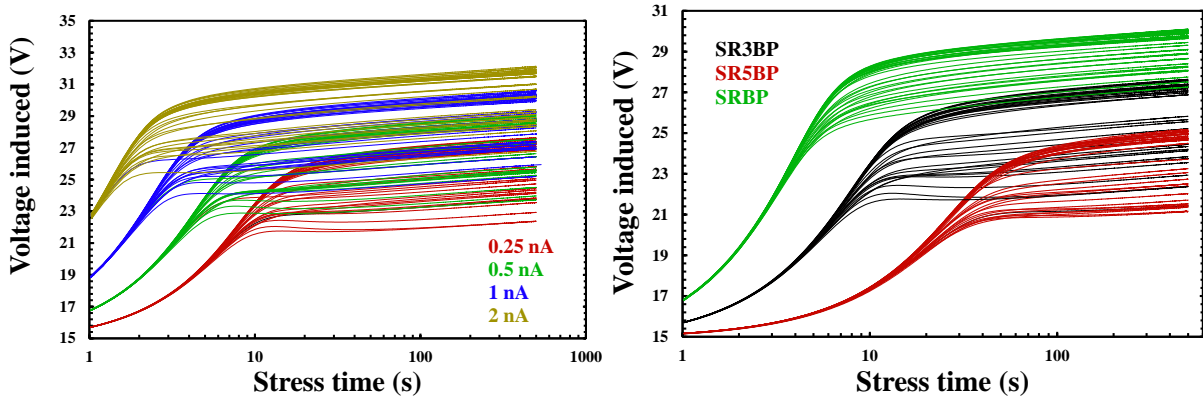 Voltage induced (V)
35
33
31
29
27
25
23
21
19
17
15
0.25 nA
0.5 nA
1 nA
2 nA
1
10
100
1000
Stress time (s)
Voltage induced (V)
31
29
27
25
23
21
19
17
15
SR3BP
SR5BP
SRBP
1
10
100
Stress time (s)